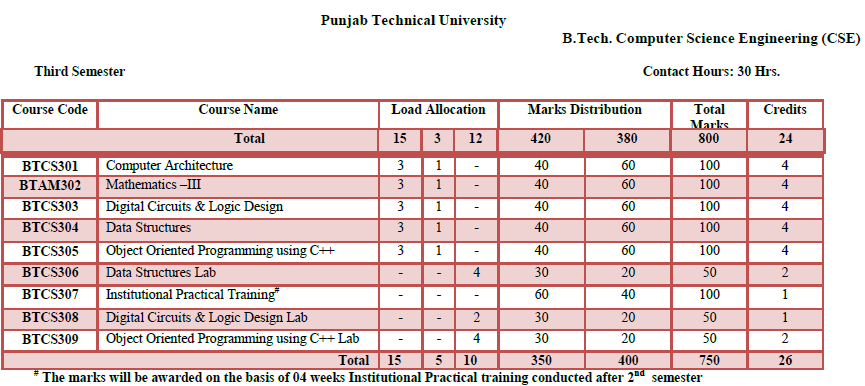 Punjab Technical University
B.Tech. Computer Science Engineering (CSE)
Third Semester Contact Hours: 30 Hrs.
Course Code Course Name Load Allocation Marks Distribution Total Marks Credits
Total 15 3 12 420 380 800 24
BTCS301 Computer Architecture 3 1 - 40 60 100 4
BTAM302 Mathematics –III 3 1 - 40 60 100 4
BTCS303 Digital Circuits & Logic Design 3 1 - 40 60 100 4
BTCS304 Data Structures 3 1 - 40 60 100 4
BTCS305 Object Oriented Programming using C++ 3 1 - 40 60 100 4
BTCS306 Data Structures Lab - - 4 30 20 50 2
BTCS307 Institutional Practical Training# - - - 60 40 100 1
BTCS308 Digital Circuits & Logic Design Lab - - 2 30 20 50 1
BTCS309 Object Oriented Programming using C++ Lab - - 4 30 20 50 2
Total 15 5 10 350 400 750 26
# The marks will be awarded on the basis of 04 weeks Institutional Practical training conducted after 2nd semester